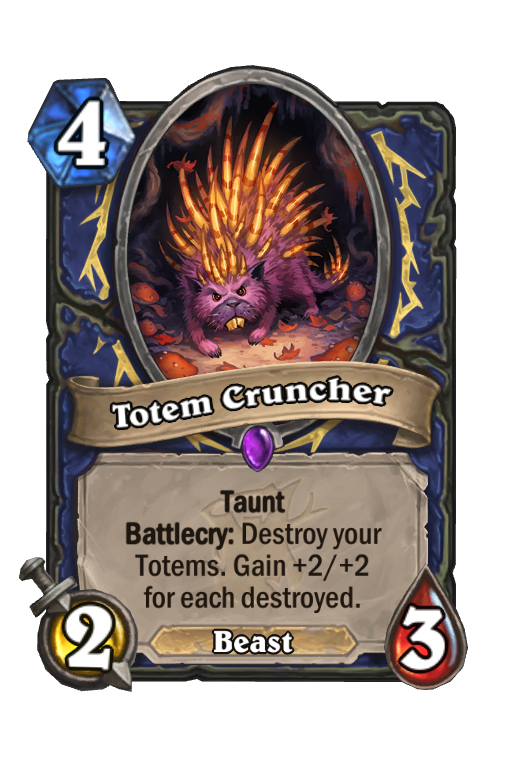 4
Totem Cruncher
Taunt
Battlecry: Destroy your
Totems. Gain +2/+2
for each destroyed.
2
Beast
3